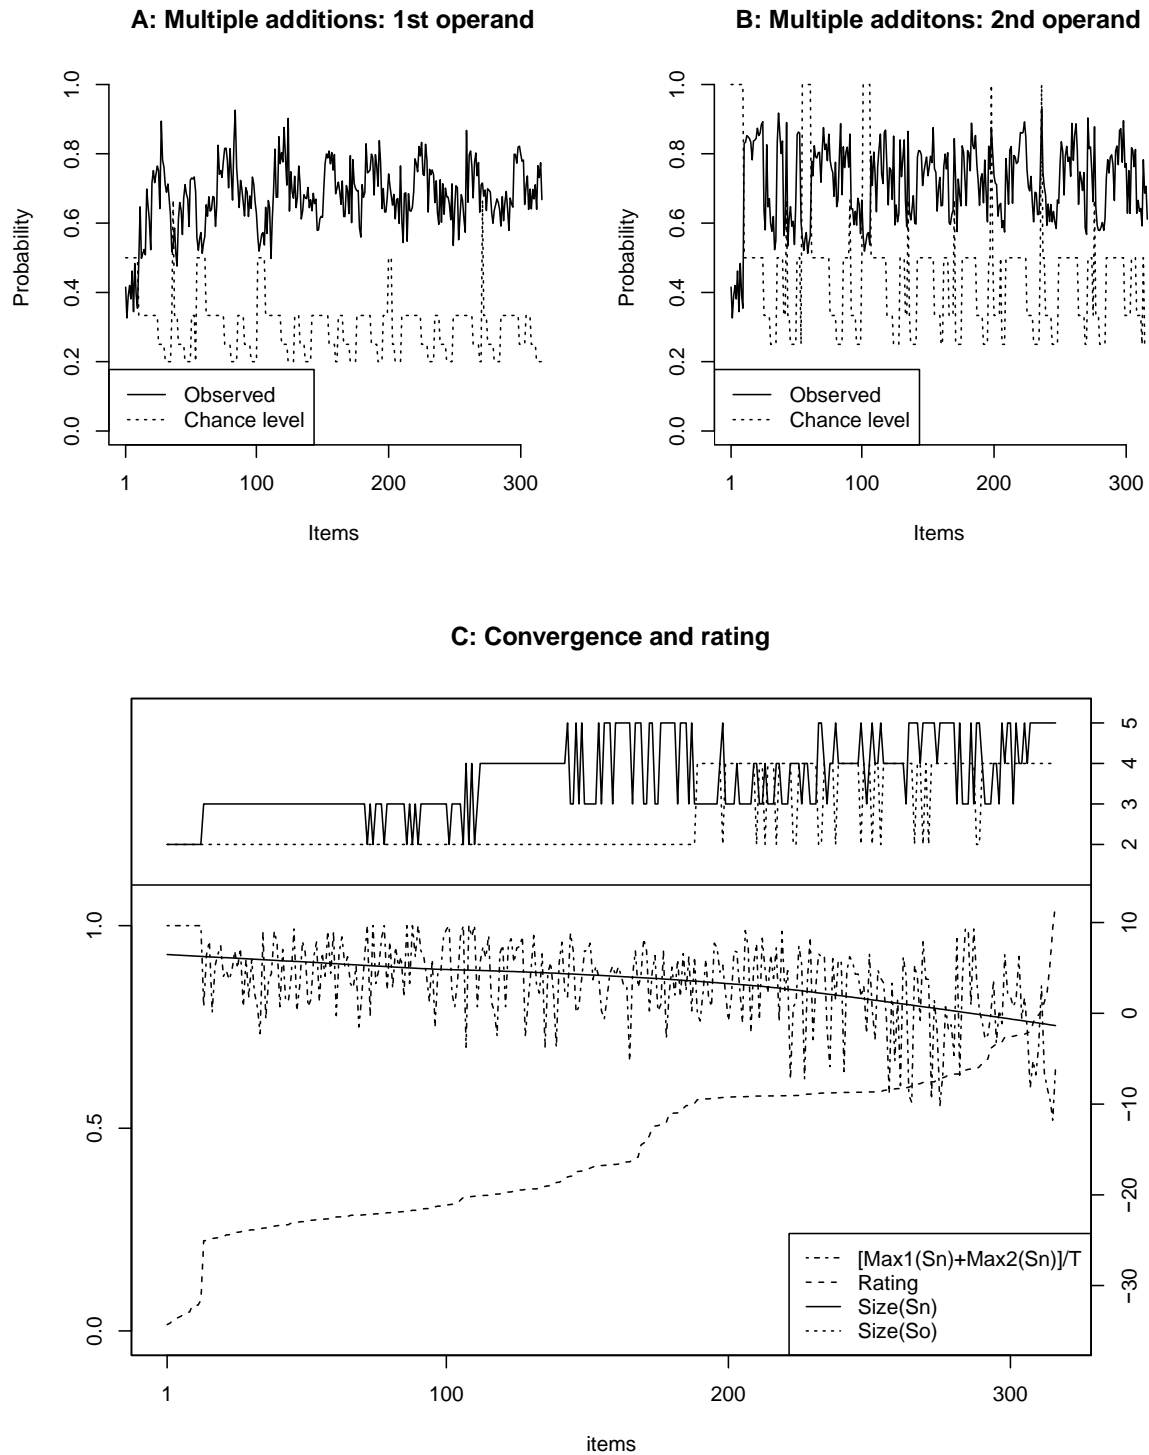 A: Multiple additions: 1st operand
Probability
1.0
0.8
0.6
0.4
0.2
0.0
Observed
Chance level
1
100
200
300
Items
B: Multiple additons: 2nd operand
Probability
1.0
0.8
0.6
0.4
0.2
0.0
Observed
Chance level
1
100
200
300
Items
C: Convergence and rating
5
4
3
2
1.0
0.5
0.0
10
0
−10
−20
−30
[Max1(Sn)+Max2(Sn)]/T
Rating
Size(Sn)
Size(So)
1
100
200
300
items